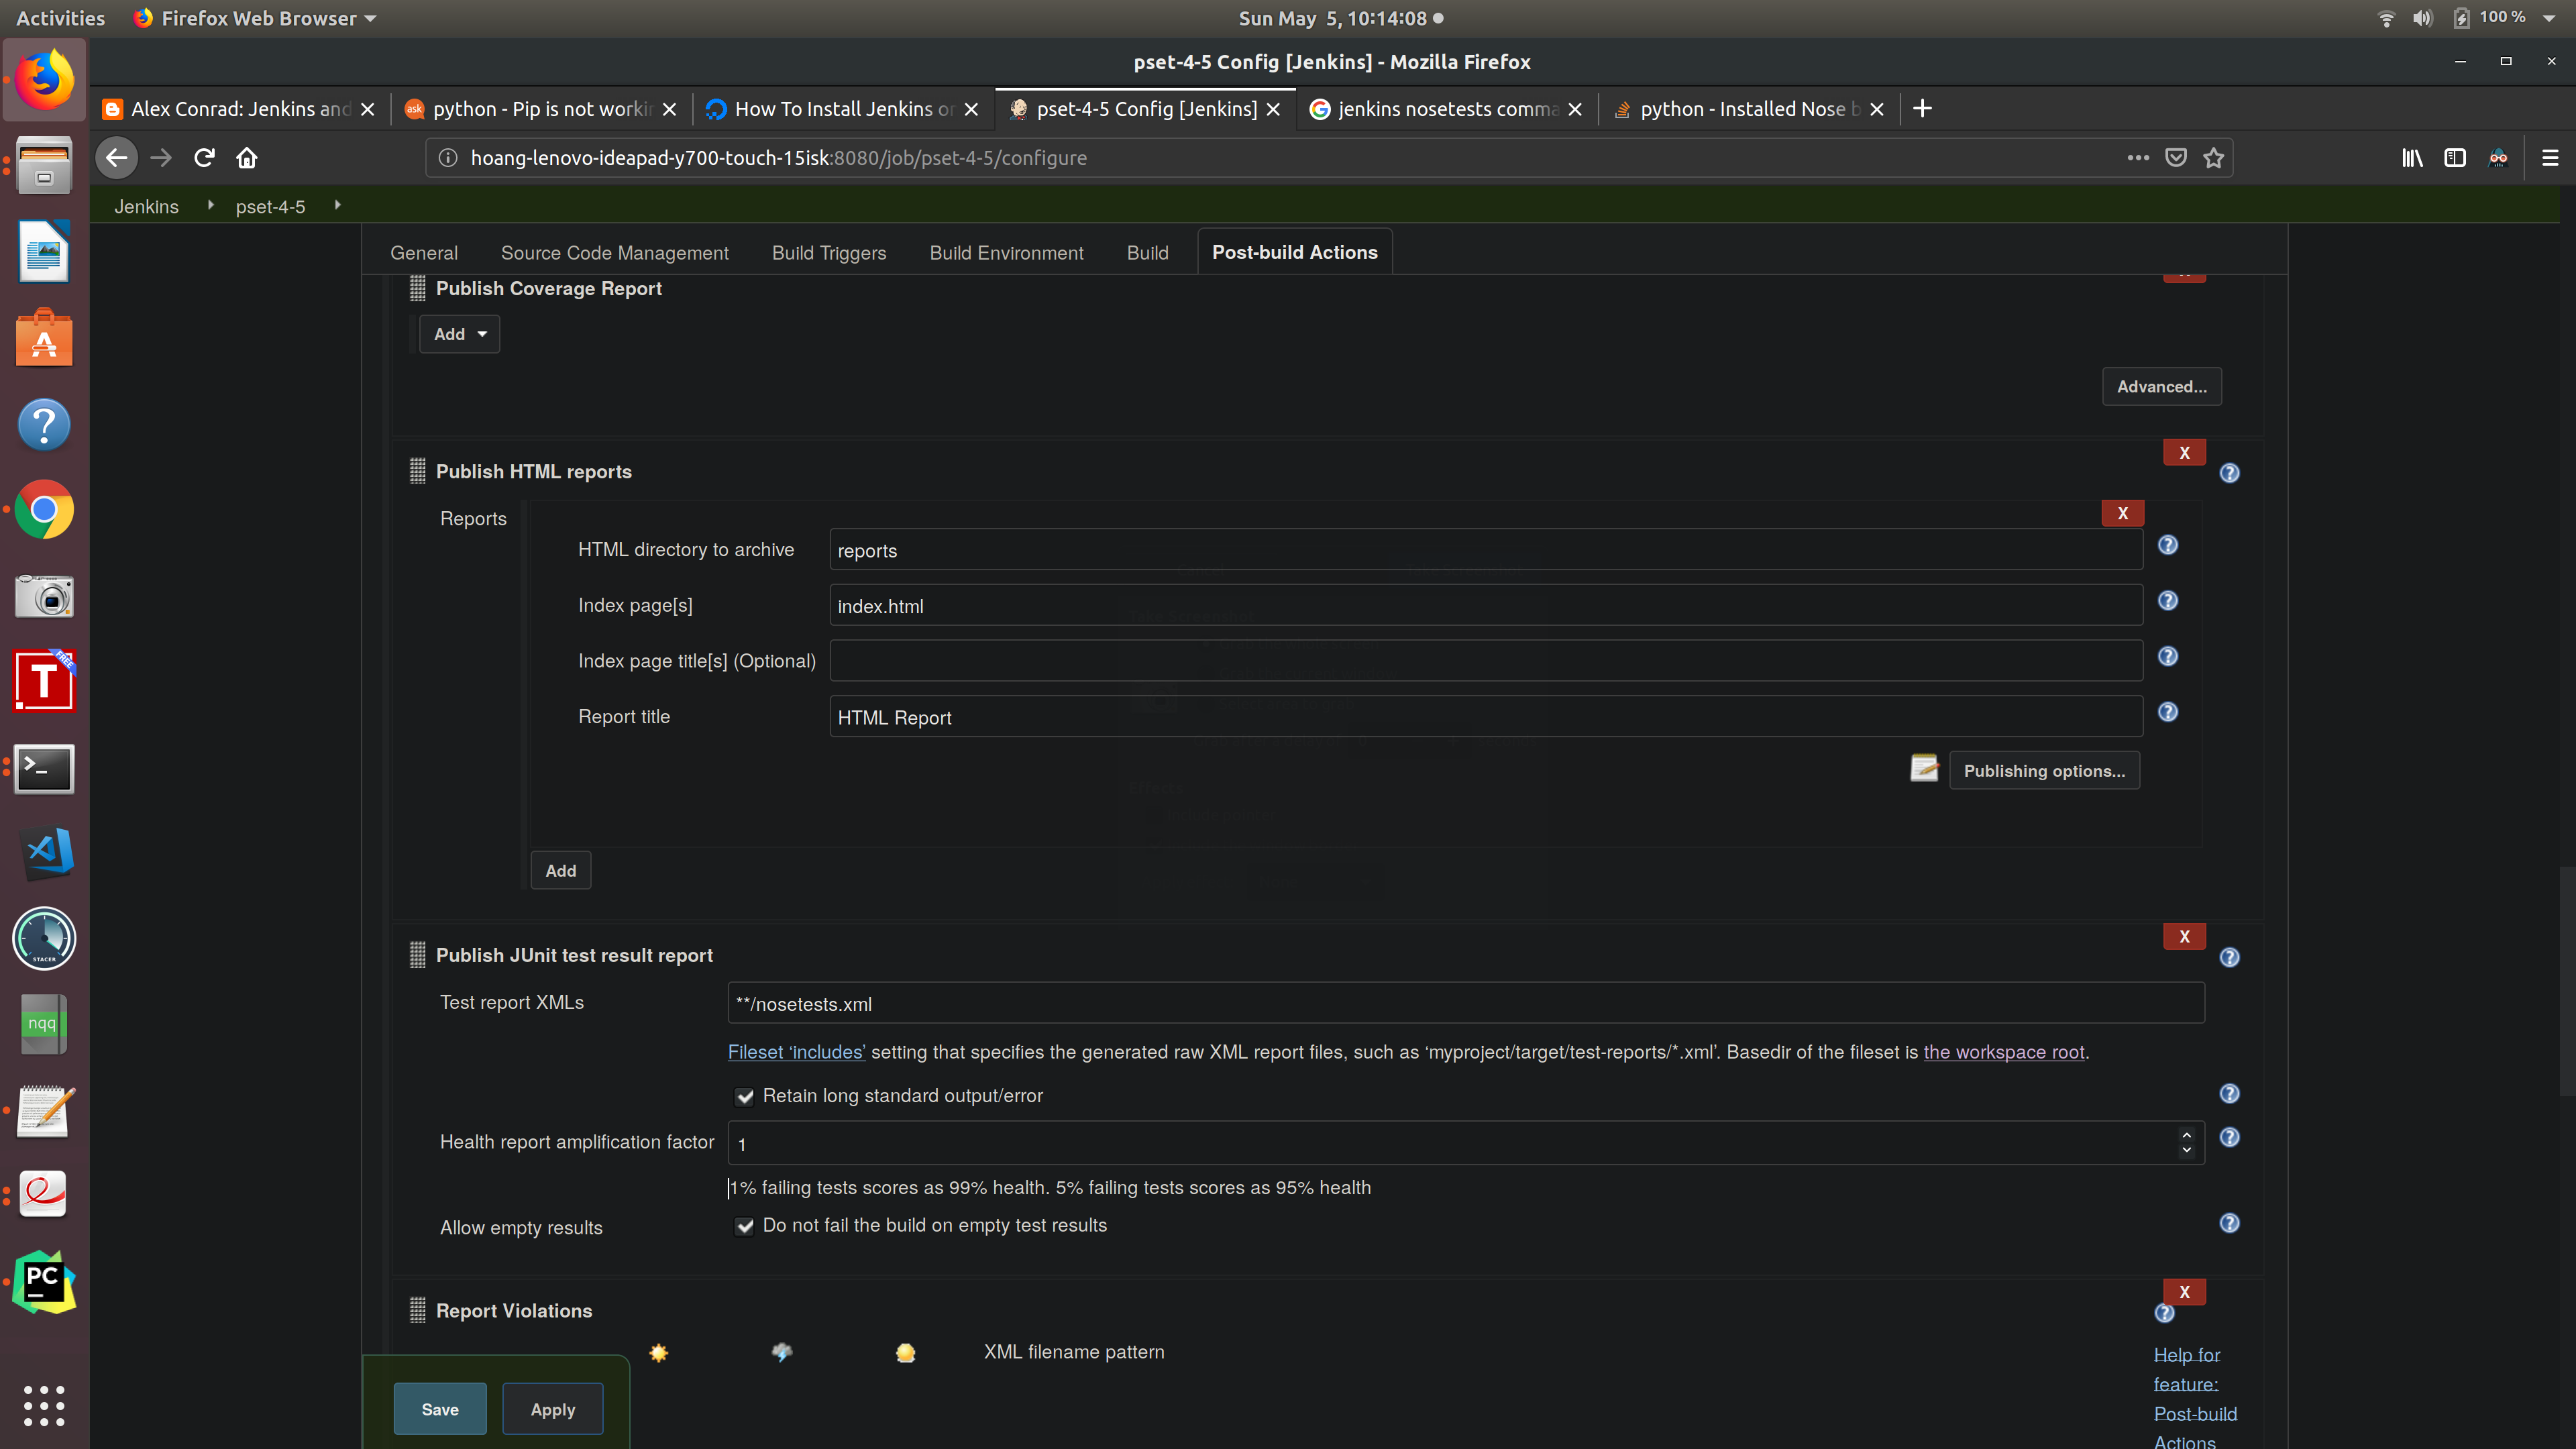 Activities
Firefox Web Browser
Sun May 5, 10:14:08
100 %
pset-4-5 Config [Jenkins] - Mozilla Firefox
Alex Conrad: Jenkins and
ask
python - Pip is not workin
How To Install Jenkins on
pset-4-5 Config [Jenkins]
jenkins nosetests comma
python - Installed Nose b
hoang-lenovo-ideapad-y700-touch-15isk:8080/job/pset-4-5/configure
Jenkins
pset-4-5
General
Source Code Management
Build Triggers
Build Environment
Build
Post-build Actions
Publish Coverage Report
Add
Advanced...
X
Publish HTML reports
Reports
X
HTML directory to archive
reports
Index page[s]
index.html
Index page title[s] (Optional)
Report title
HTML Report
Publishing options...
Add
X
Publish JUnit test result report
Test report XMLs
**/nosetests.xml
Fileset ‘includes’ setting that specifies the generated raw XML report files, such as ‘myproject/target/test-reports/*.xml’. Basedir of the fileset is the workspace root.
Retain long standard output/error
Health report amplification factor
1
1% failing tests scores as 99% health. 5% failing tests scores as 95% health
Allow empty results
Do not fail the build on empty test results
X
Report Violations
XML filename pattern
Help for
feature:
Post-build
Actions
Save
Apply
FREE
T
STACER
nqq
PC